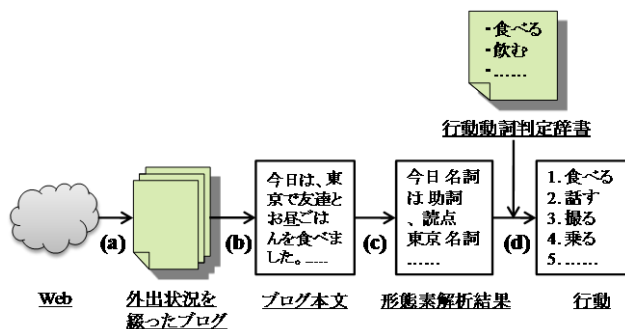 - 食べる
- 飲む
- ......
行動動詞判定辞書
今日は、東
京で友達と
お昼ごは
んを食べま
した。......
今日 名詞
は 助詞
、読点
東京 名詞
......
1. 食べる
2. 話す
3. 撮る
4. 乗る
5. ......
(a)
(b)
(c)
(d)
Web
外出状況を
綴ったブログ
ブログ本文
形態素解析結果
行動